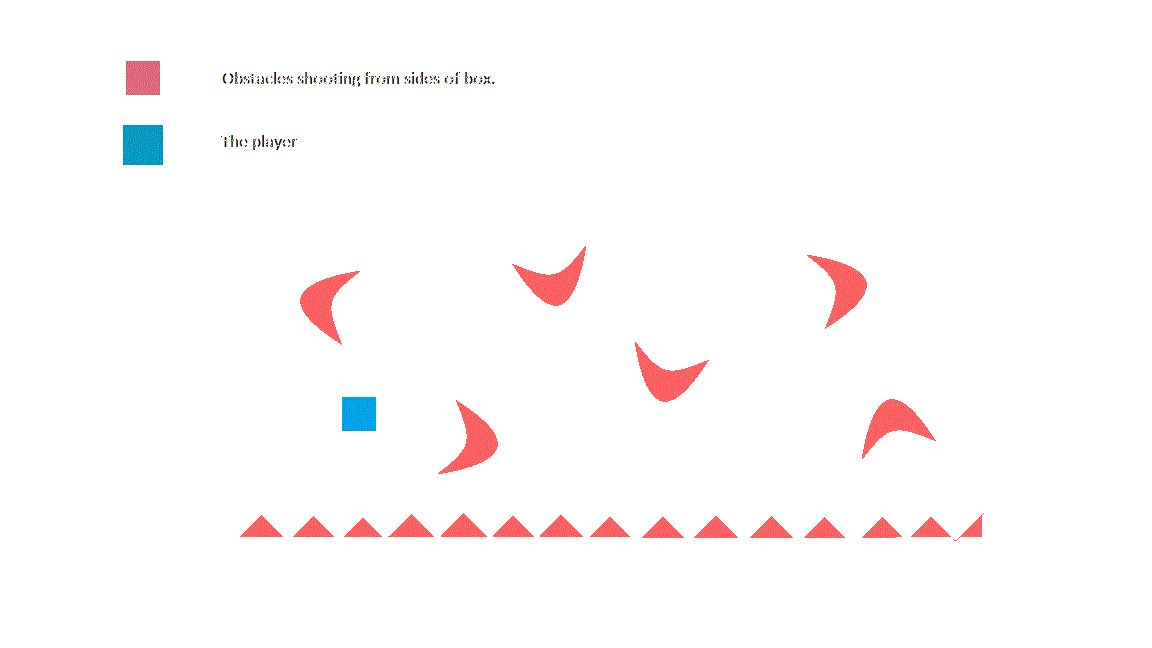 Obstacles shooting from sides of box.
The player